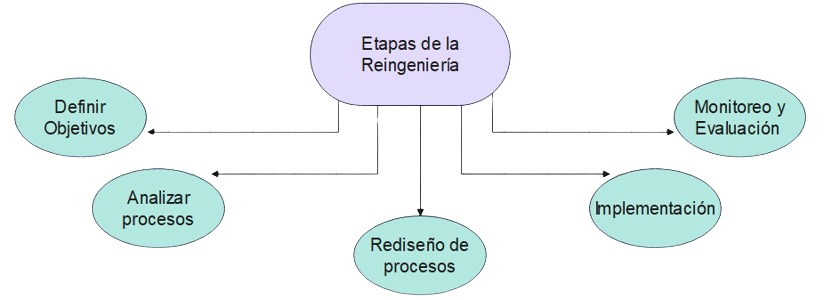 Etapas de la
Reingeniería
Definir
Objetivos
Analizar
procesos
Rediseño de
procesos
Implementación
Monitoreo y
Evaluación